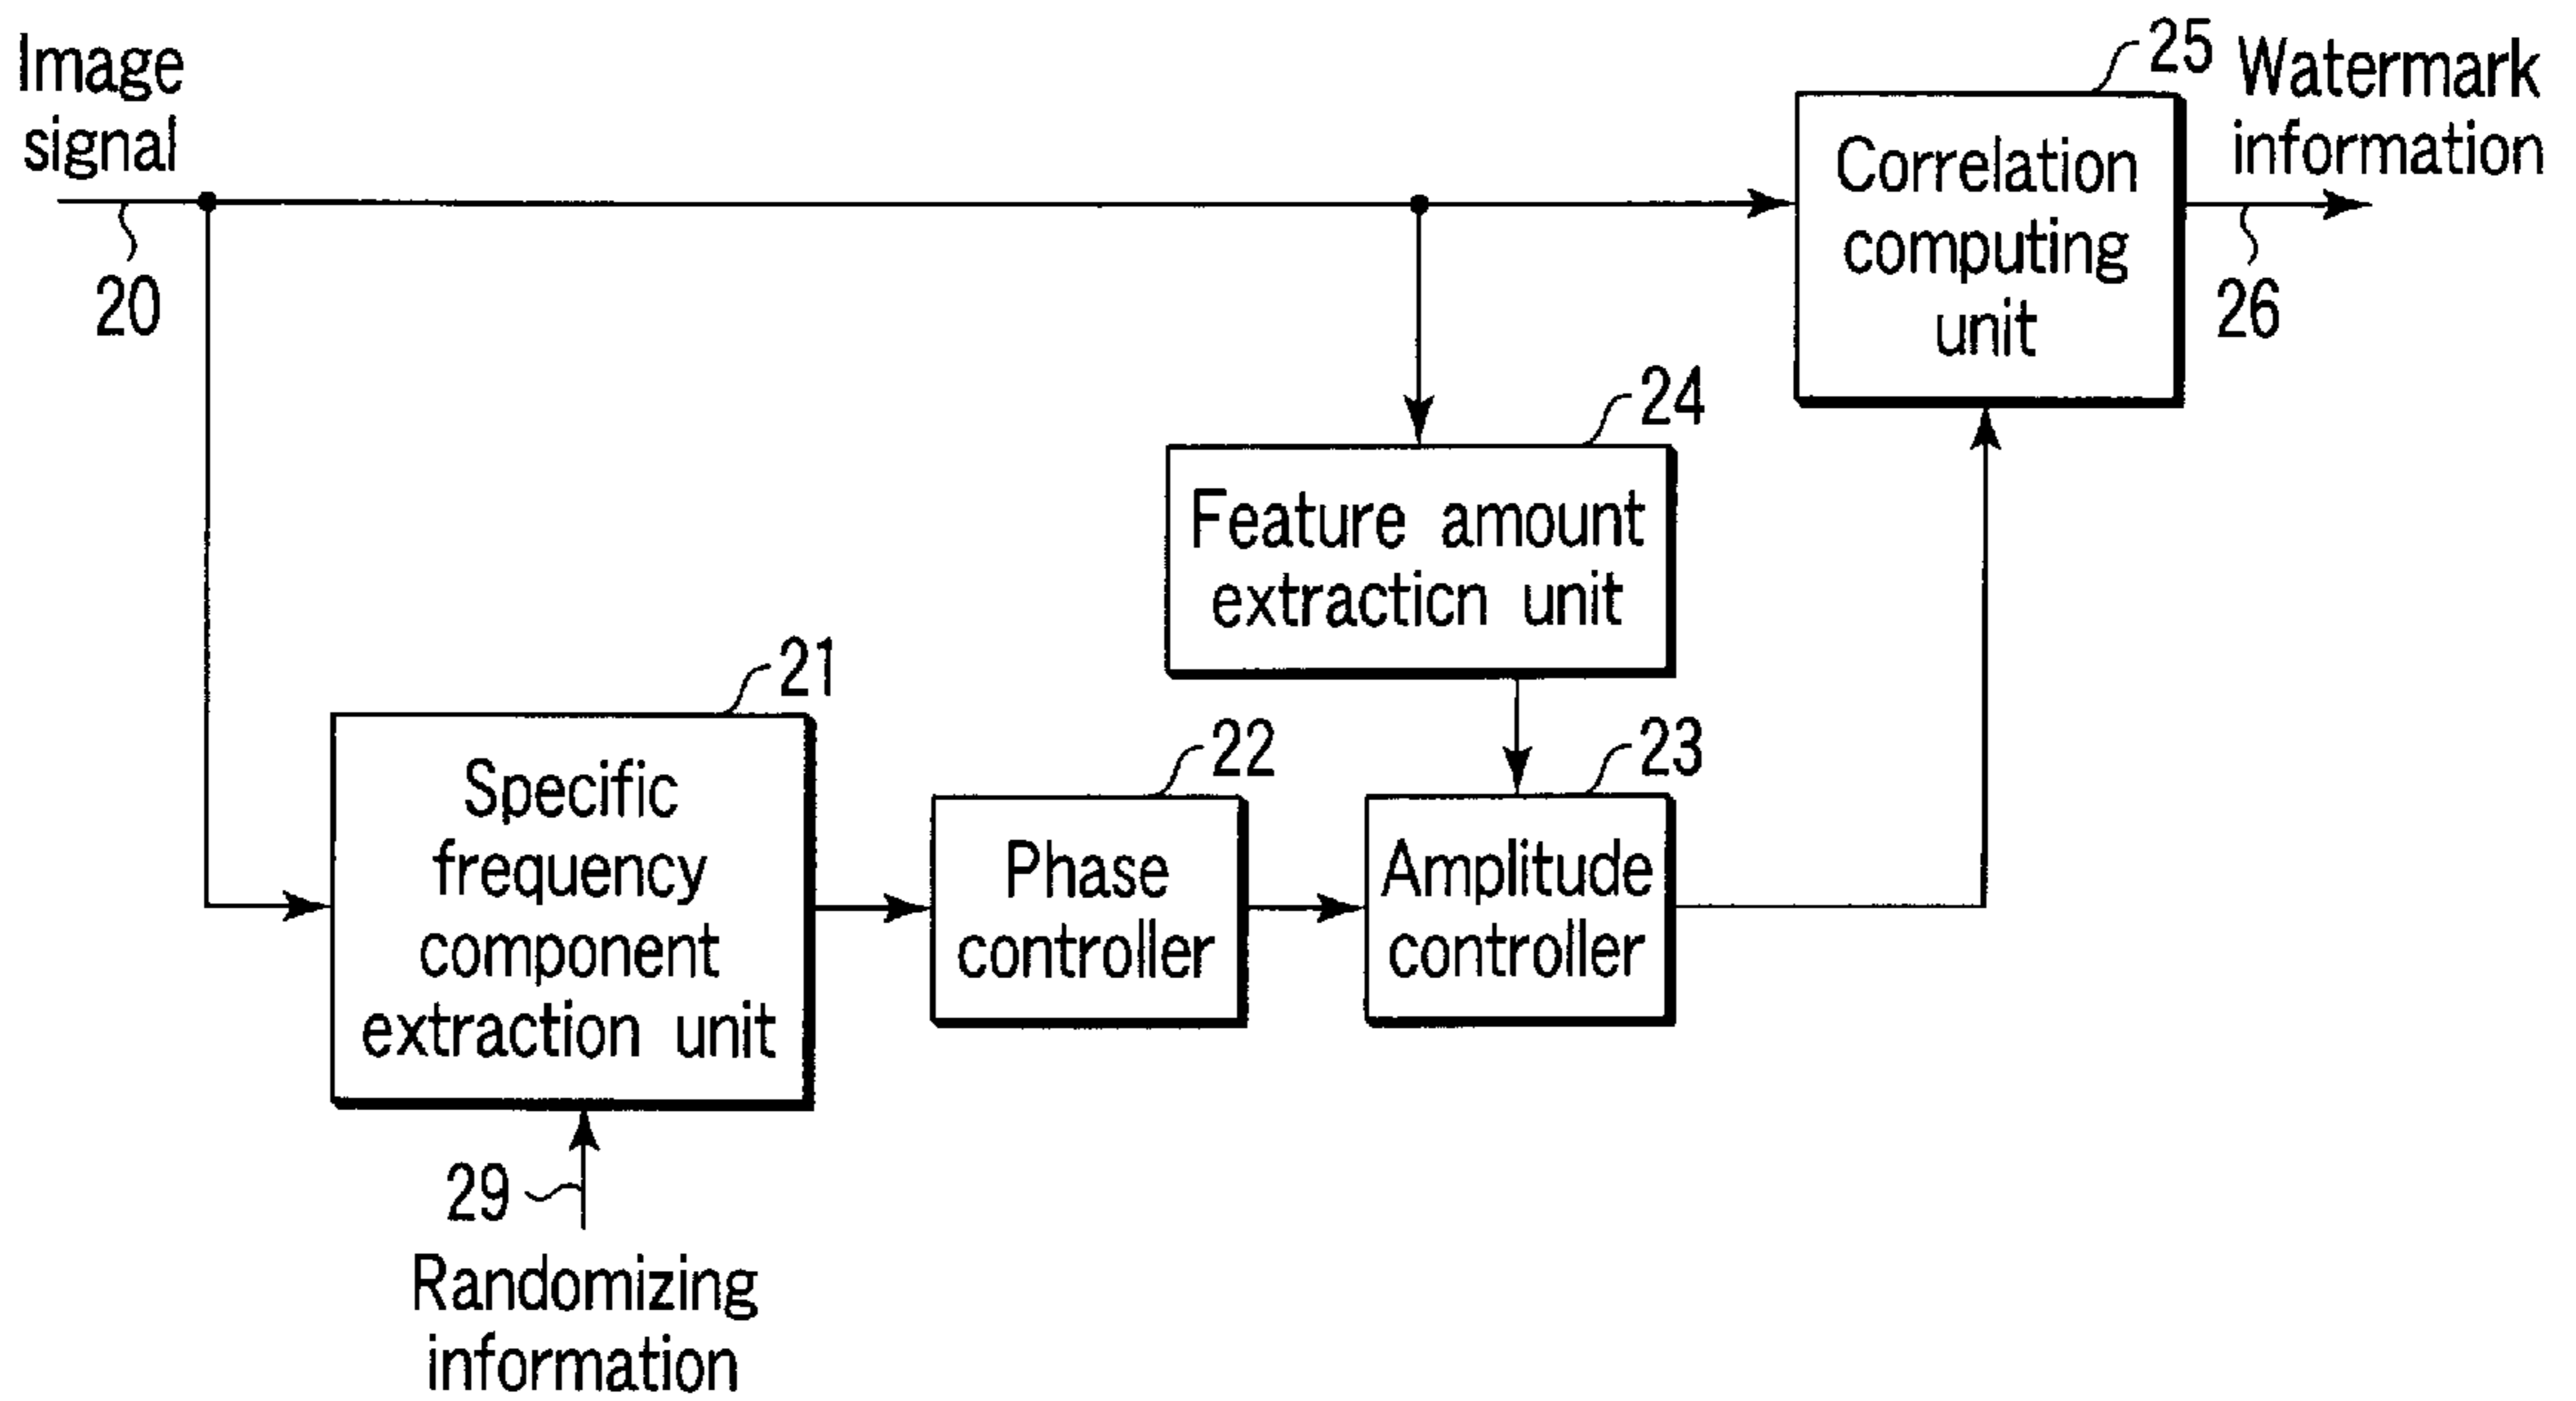 Image
signal
20
25
Watermark
information
Correlation
computing
unit
26
24
Feature amount
extracticn unit
21
Specific
frequency
component
extraction unit
22
Phase
controller
23
Amplitude
controller
29
Randomizing
information